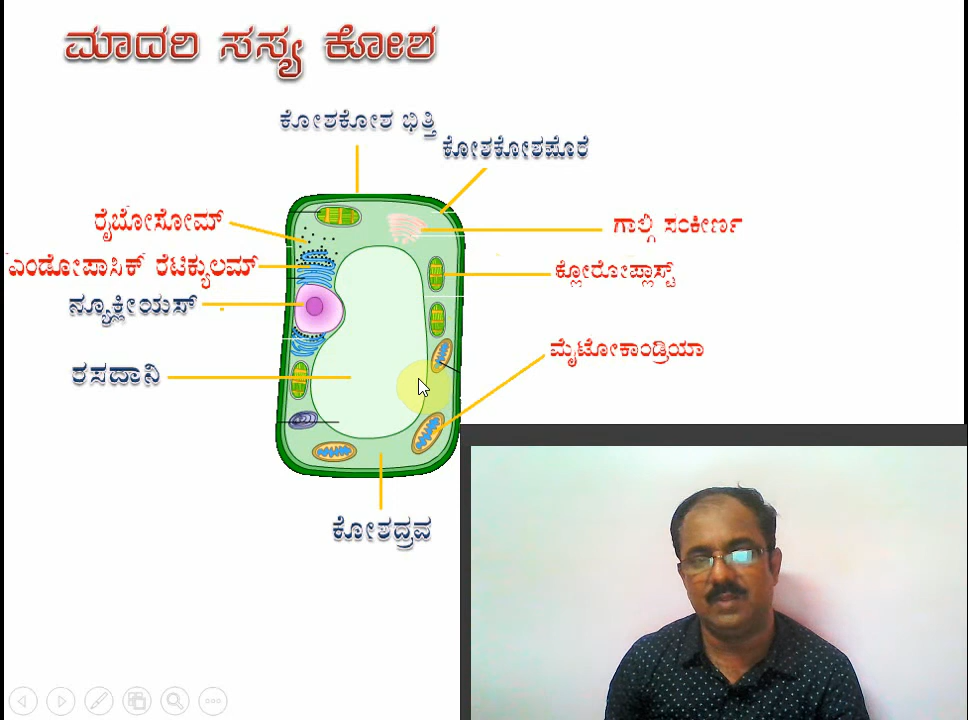 ಮಾದರಿ ಸಸ್ಯ ಕೋಶ
ಕೋಶಕೋಶ ಭಿತ್ತಿ
ಕೋಶಕೋಶಪೊರೆ
ರೈಬೋಸೋಮ್
ಗಾಲ್ಗಿ ಸಂಕೀರ್ಣ
ಎಂಡೋಪಾಸಿಕ್ ರೆಟಿಕ್ಯುಲಮ್
ಕ್ಲೋರೋಪ್ಲಾಸ್ಟ್
ನ್ಯೂಕ್ಲೀಯಸ್
ಮೈಟೋಕಾಂಡ್ರಿಯಾ
ರಸದಾನಿ
ಕೋಶದ್ರವ